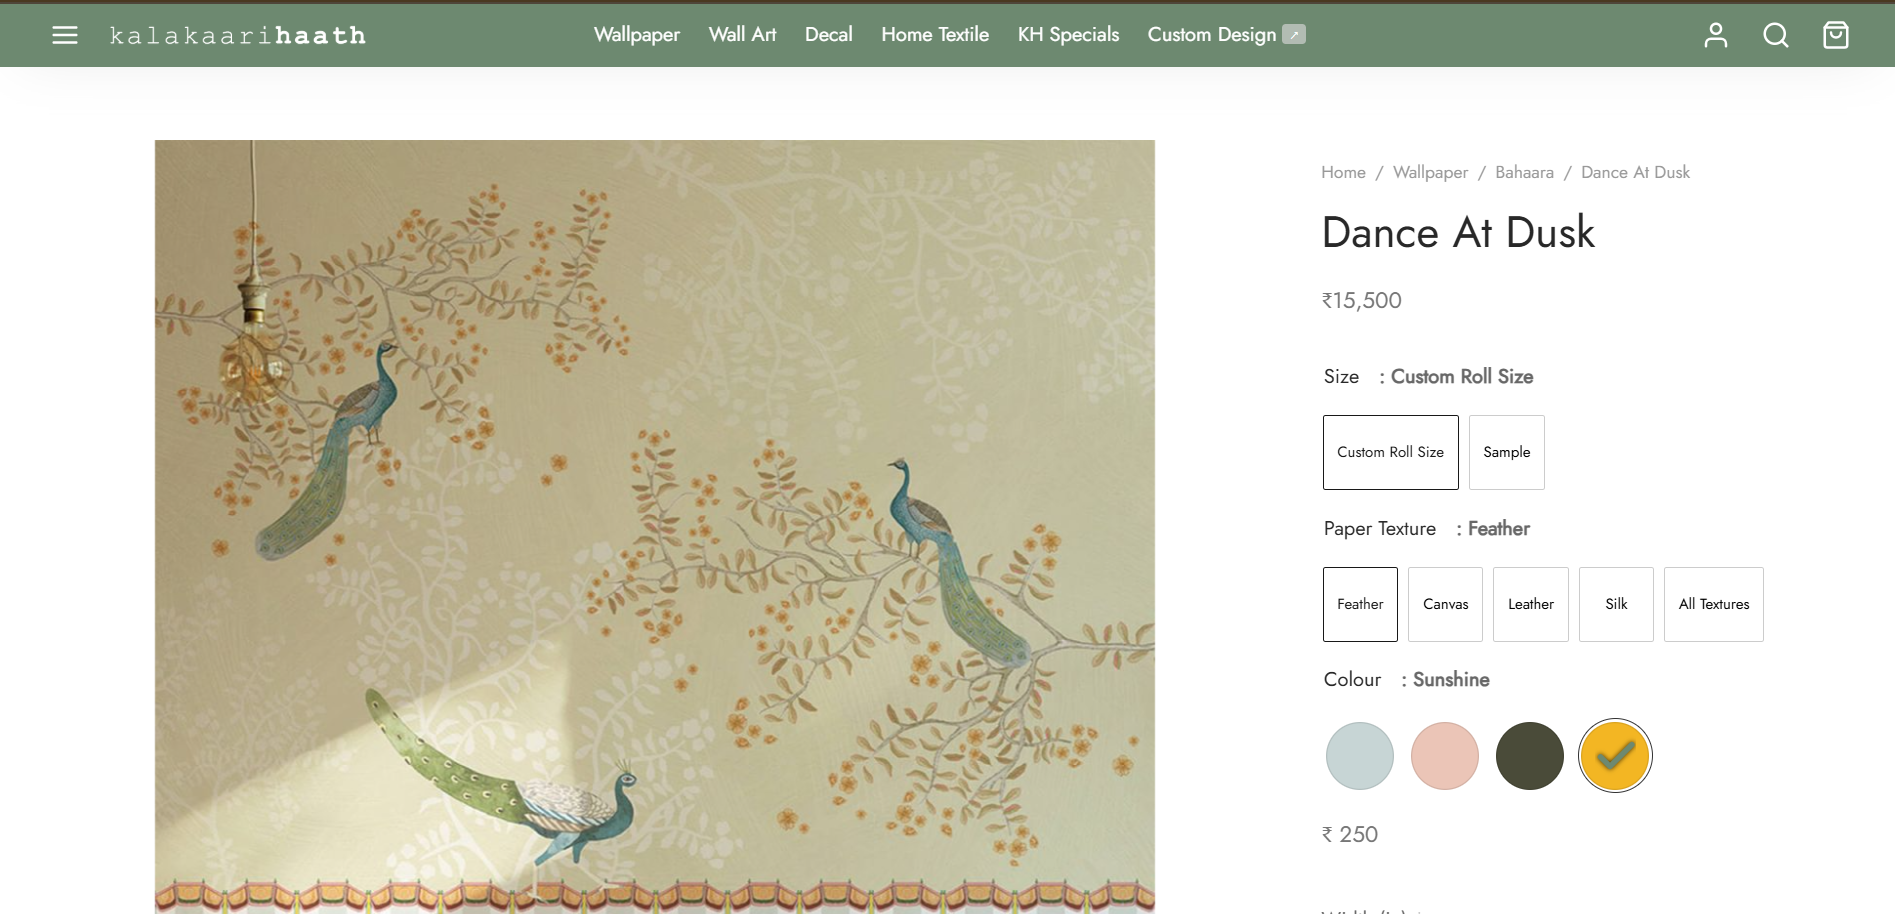 kalakaarihaath
Wallpaper Wall Art Decal Home Textile KH Specials Custom Design ↗
Home / Wallpaper / Bahaara / Dance At Dusk
Dance At Dusk
₹15,500
Size : Custom Roll Size
Custom Roll Size Sample
Paper Texture : Feather
Feather Canvas Leather Silk All Textures
Colour : Sunshine
₹ 250